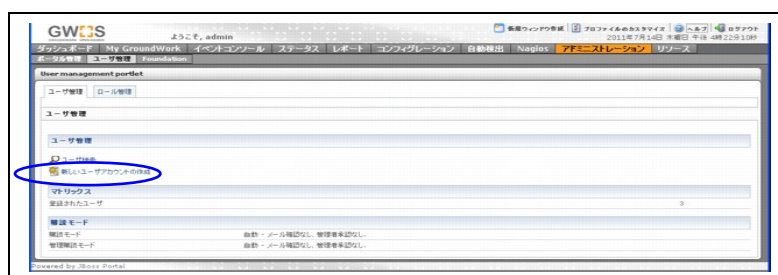 GWOS
ようこそ, admin
新規ウィンドウ作成 プロファイルのカスタマイズ ヘルプ ログアウト
2011年7月14日 木曜日 午後 4時22分10秒
ダッシュボード My GroundWork イベントコンソール ステータス レポート コンフィグレーション 自動検出 Nagios アドミニストレーション リソース
ポータル管理 ユーザ管理 Foundation
User management portlet
ユーザ管理 ロール管理
ユーザ管理
ユーザ管理
ユーザ検索
新しいユーザアカウントの作成
マトリックス
登録されたユーザ 3
購読モード
購読モード 自動 - メール確認なし, 管理者承認なし.
管理購読モード 自動 - メール確認なし, 管理者承認なし.
Powered by JBoss Portal